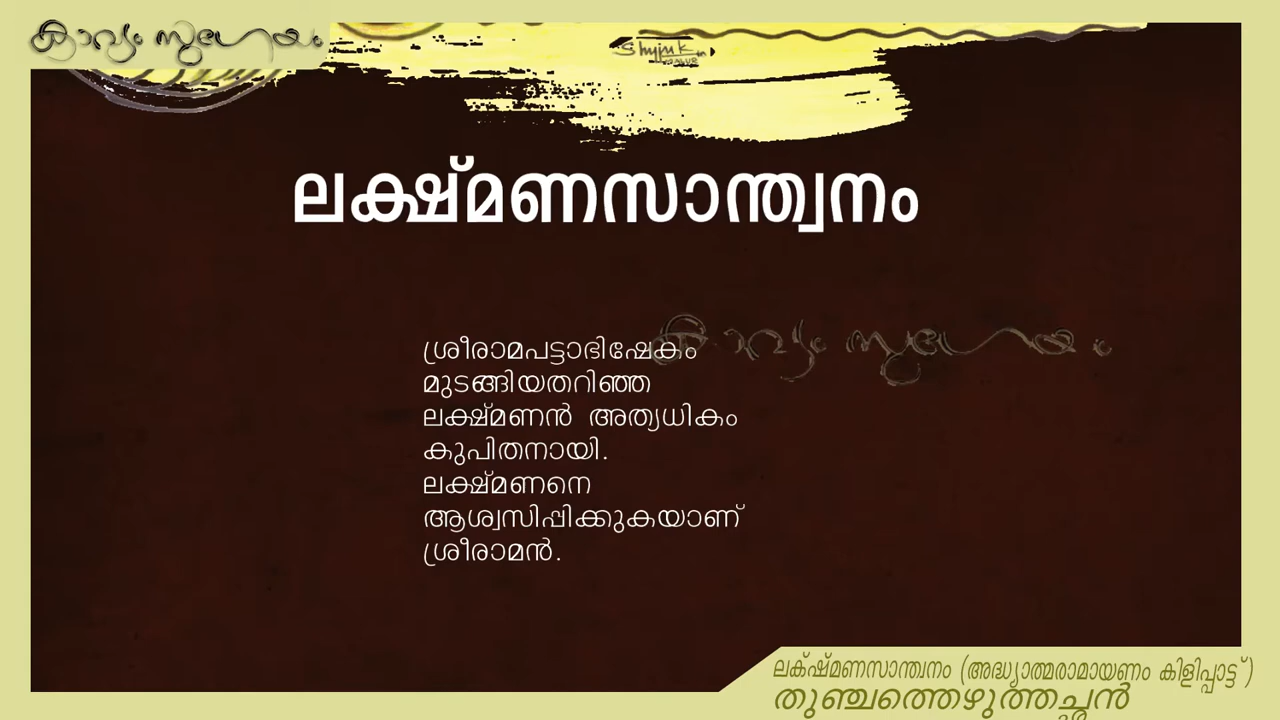 കാവ്യം സുഗേയം
Shyju k
ലക്ഷ്മണസാന്ത്വനം
കാവ്യം സുഗേയം
ശ്രീരാമപട്ടാഭിഷേകം
മുടങ്ങിയതറിഞ്ഞ
ലക്ഷ്മണൻ അത്യധികം
കുപിതനായി.
ലക്ഷ്മണനെ
ആശ്വസിപ്പിക്കുകയാണ്
ശ്രീരാമൻ.
ലക്ഷ്മണസാന്ത്വനം (അദ്ധ്യാത്മരാമായണം കിളിപ്പാട്ട്)
തുഞ്ചത്തെഴുത്തച്ഛൻ